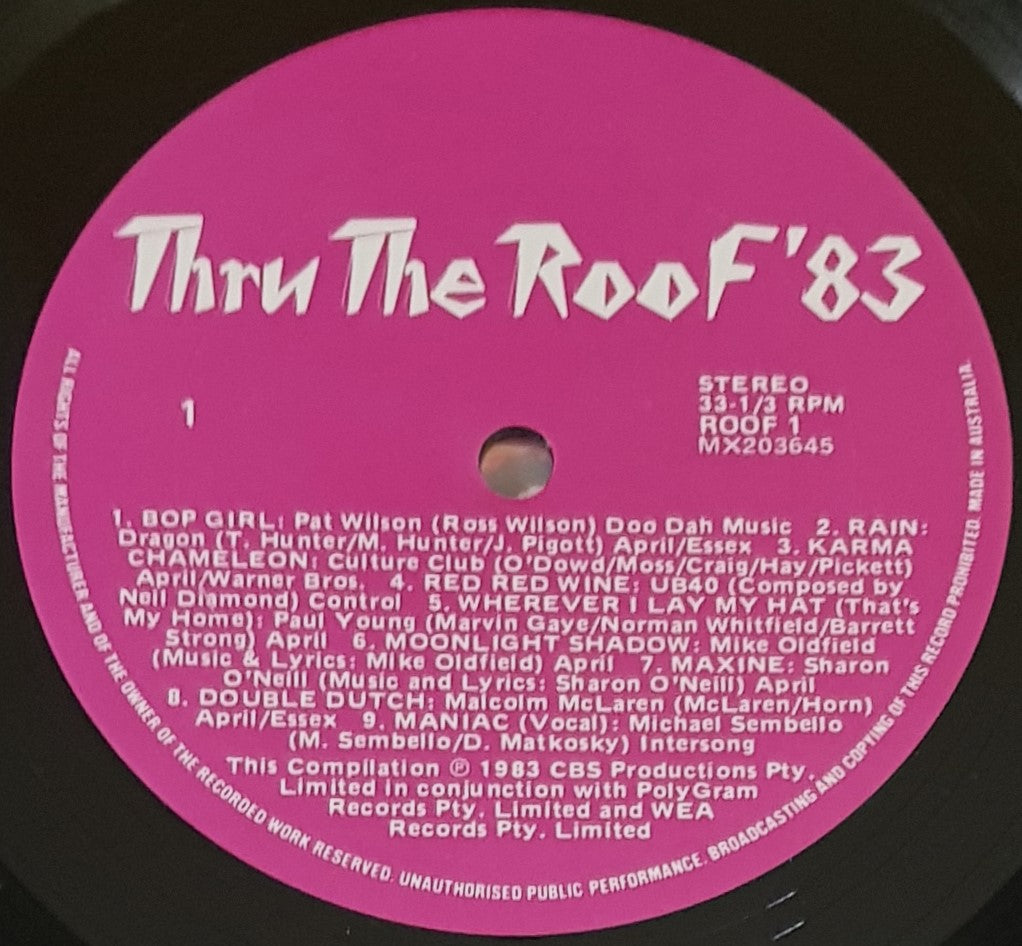 Thru The Roof '83
1
STEREO
33-1/3 RPM
ROOF 1
MX203645
1. BOP GIRL: Pat Wilson (Ross Wilson) Doo Dah Music 2. RAIN:
Dragon (T. Hunter/M. Hunter/J. Pigott) April/Essex 3. KARMA
CHAMELEON: Culture Club (O'Dowd/Moss/Craig/Hay/Pickett)
April/Warner Bros. 4. RED RED WINE: UB40 (Composed by
Neil Diamond) Control 5. WHEREVER I LAY MY HAT (That's
My Home): Paul Young (Marvin Gaye/Norman Whitfield/Barrett
Strong) April 6. MOONLIGHT SHADOW: Mike Oldfield
(Music & Lyrics: Mike Oldfield) April 7. MAXINE: Sharon
O'Neill (Music and Lyrics: Sharon O'Neill) April
8. DOUBLE DUTCH: Malcolm McLaren (McLaren/Horn)
April/Essex 9. MANIAC (Vocal): Michael Sembello
(M. Sembello/D. Matkosky) Intersong
This Compilation ℗ 1983 CBS Productions Pty.
Limited in conjunction with PolyGram
Records Pty. Limited and WEA
Records Pty. Limited
ALL RIGHTS OF THE MANUFACTURER AND OF THE OWNER OF THE RECORDED WORK RESERVED. UNAUTHORISED PUBLIC PERFORMANCE, BROADCASTING AND COPYING OF THIS RECORD PROHIBITED. MADE IN AUSTRALIA.